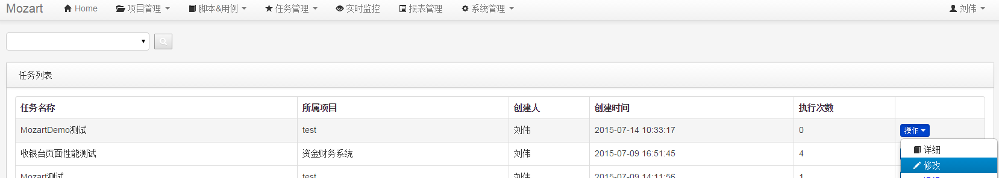 Mozart Home 项目管理 脚本&用例 任务管理 实时监控 报表管理 系统管理 刘伟
任务列表
任务名称 所属项目 创建人 创建时间 执行次数
MozartDemo测试 test 刘伟 2015-07-14 10:33:17 0 操作
收银台页面性能测试 资金财务系统 刘伟 2015-07-09 16:51:45 4
详细
修改
Mozart测试 test 刘伟 2015-07-09 14:11:56 1